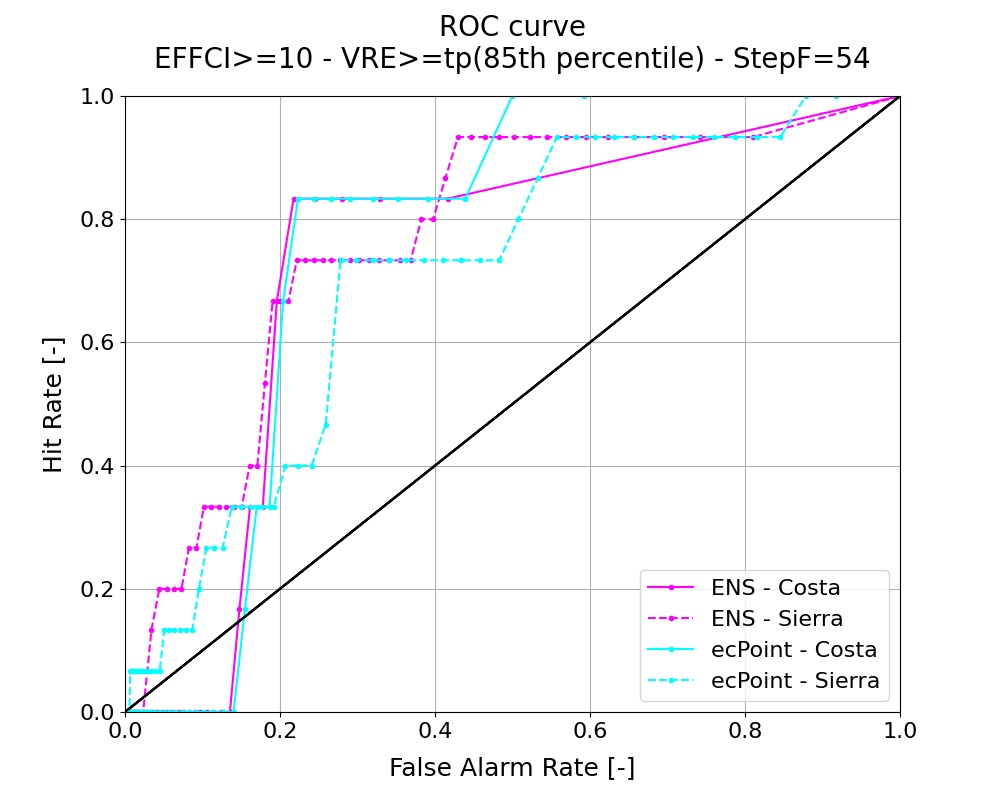 ROC curve
EFFCI>=10 - VRE>=tp(85th percentile) - StepF=54
1.0
0.8
0.6
0.4
0.2
0.0
Hit Rate [-]
0.0 0.2 0.4 0.6 0.8 1.0
False Alarm Rate [-]
ENS - Costa
ENS - Sierra
ecPoint - Costa
ecPoint - Sierra